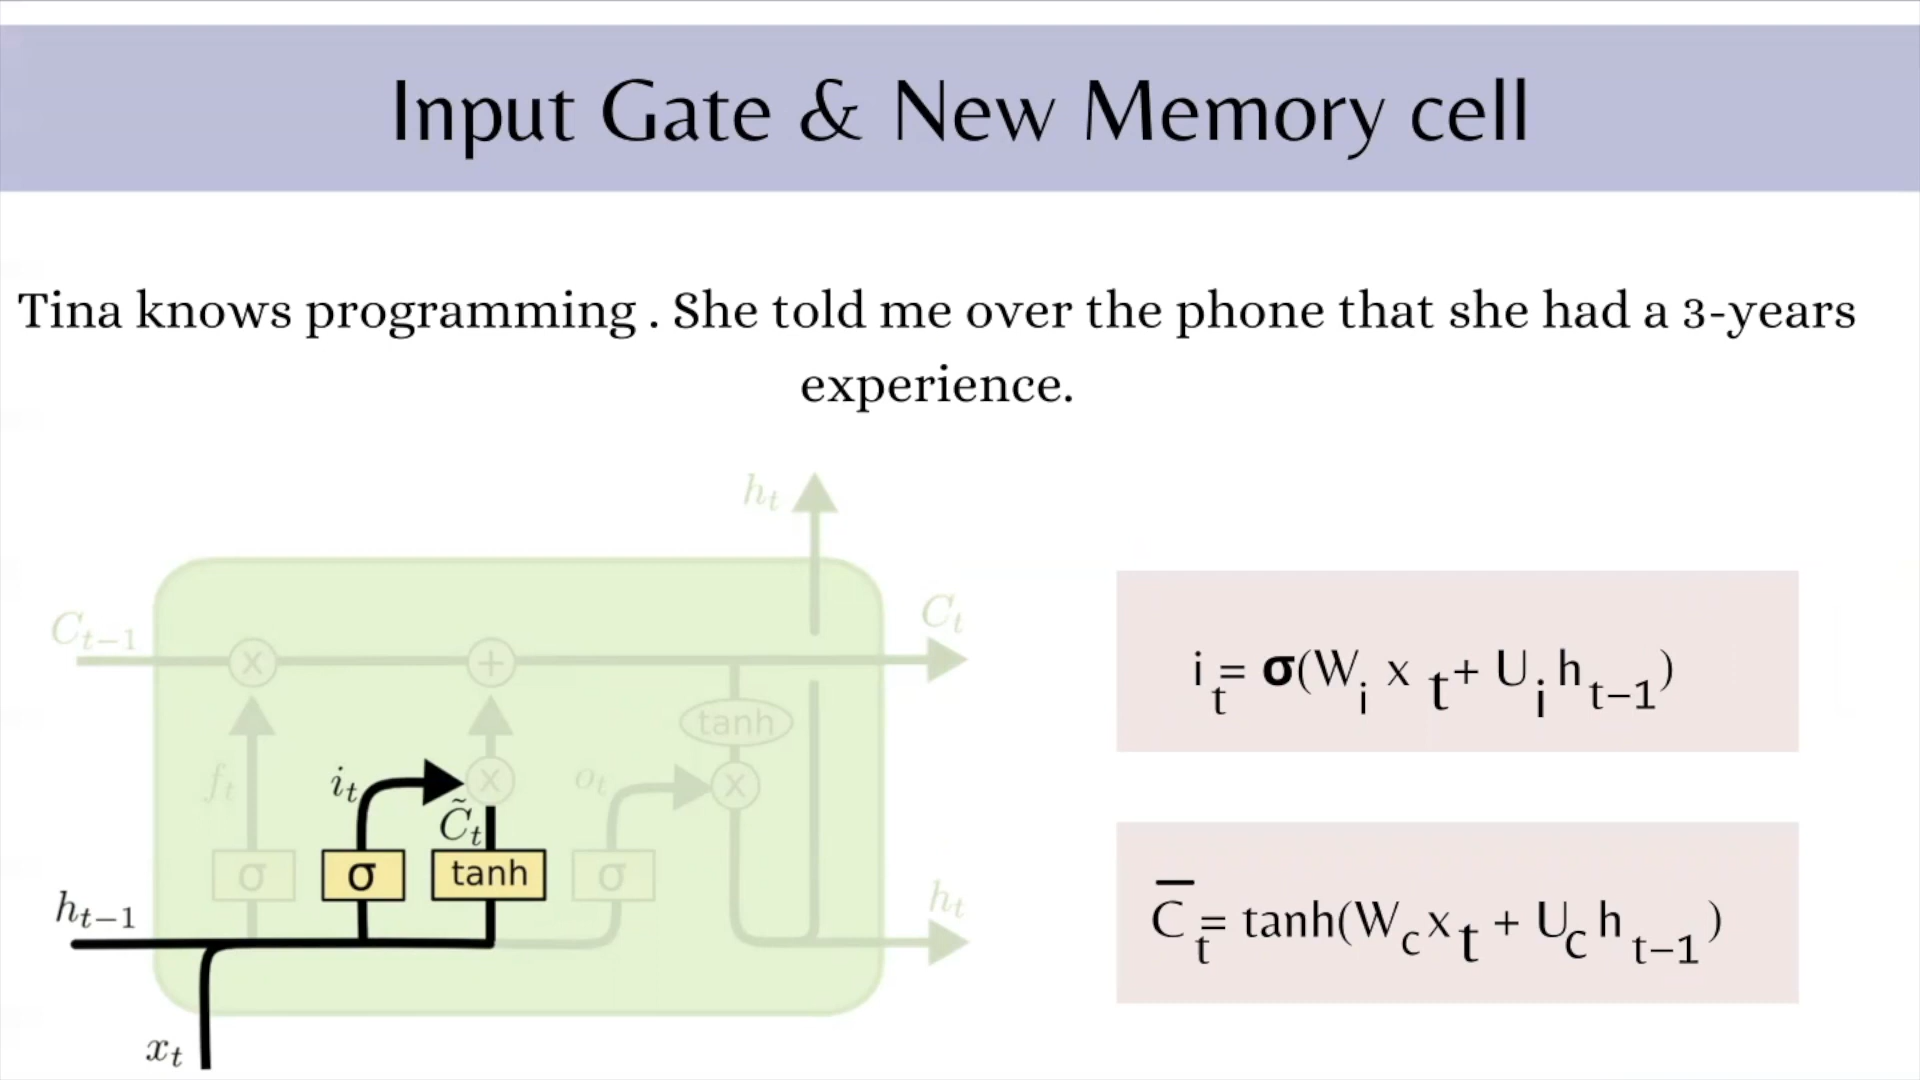 Input Gate & New Memory cell
Tina knows programming . She told me over the phone that she had a 3-years
experience.
h_t
C_{t-1}
C_t
x
+
tanh
f_t
i_t
x
o_t
x
C̃_t
σ
σ
tanh
σ
h_{t-1}
h_t
x_t
i_t = σ(W_i x_t + U_i h_{t-1})
C̅_t = tanh(W_c x_t + U_c h_{t-1})